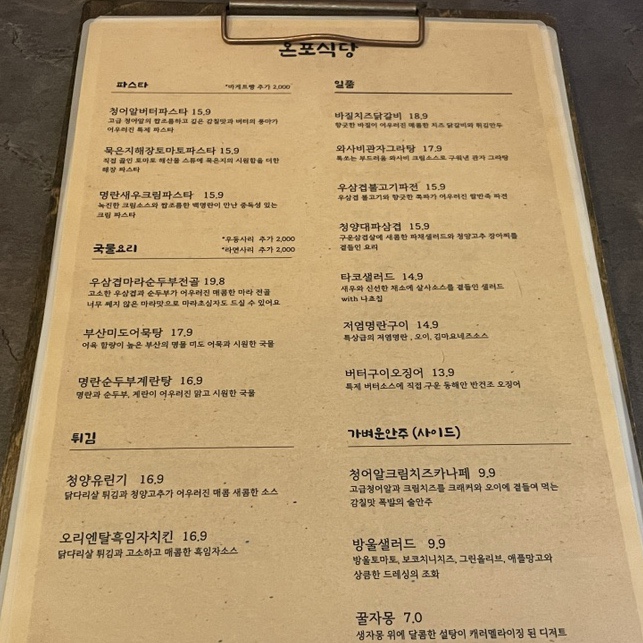 온포식당
파스타
*바게트빵 추가 2,000
청어알버터파스타 15,9
고급 청어알의 짭조름하고 깊은 감칠맛과 버터의 풍미가
어우러진 특제 파스타
묵은지해장토마토파스타 15,9
직접 끓인 토마토 해산물 스튜에 묵은지의 시원함을 더한
해장 파스타
명란새우크림파스타 15,9
녹진한 크림소스와 짭조름한 백명란이 만난 중독성 있는
크림 파스타
국물요리
*우동사리 추가 2,000
*라면사리 추가 2,000
우삼겹마라순두부전골 19,8
고소한 우삼겹과 순두부가 어우러진 매콤한 마라 전골
너무 쎄지 않은 마라맛으로 마라초심자도 드실 수 있어요
부산미도어묵탕 17,9
어육 함량이 높은 부산의 명물 미도 어묵과 시원한 국물
명란순두부계란탕 16,9
명란과 순두부, 계란이 어우러진 맑고 시원한 국물
튀김
청양유린기 16,9
닭다리살 튀김과 청양고추가 어우러진 매콤 새콤한 소스
오리엔탈흑임자치킨 16,9
닭다리살 튀김과 고소하고 매콤한 흑임자소스
일품
바질치즈닭갈비 18,9
향긋한 바질이 어우러진 매콤한 치즈 닭갈비와 튀김만두
와사비관자그라탕 17,9
톡쏘는 부드러움 와사비 크림소스로 구워낸 관자 그라탕
우삼겹불고기파전 15,9
우삼겹 불고기와 향긋한 쪽파가 어우러진 팔반죽 파전
청양대파삼겹 15,9
구운삼겹살에 새콤한 파채샐러드와 청양고추 장아찌를
곁들인 요리
타코샐러드 14,9
새우와 신선한 채소에 살사소스를 곁들인 샐러드
with 나쵸칩
저염명란구이 14,9
특상급의 저염명란 , 오이, 김마요네즈소스
버터구이오징어 13,9
특제 버터소스에 직접 구운 동해안 반건조 오징어
가벼운안주 (사이드)
청어알크림치즈카나페 9,9
고급청어알과 크림치즈를 크래커와 오이에 곁들여 먹는
감칠맛 폭발의 술안주
방울샐러드 9,9
방울토마토, 보코치니치즈, 그린올리브, 애플망고와
상큼한 드레싱의 조화
꿀자몽 7,0
생자몽 위에 달콤한 설탕이 캐러멜라이징 된 디저트